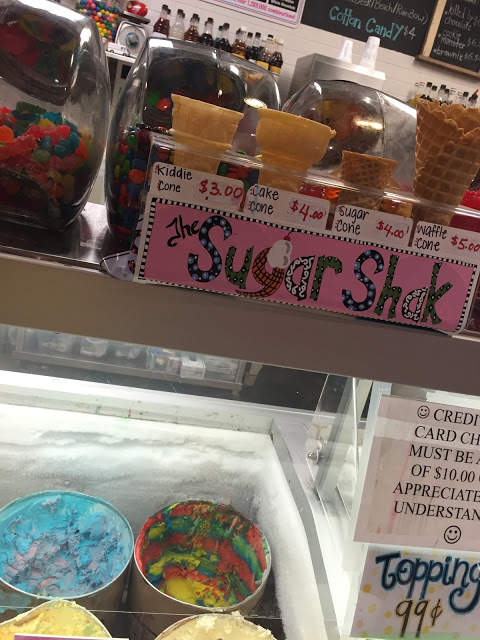 Cotton Candy $4
Kiddie
Cone
$3.00
Cake
Cone
$4.00
Sugar
Cone
$4.00
Waffle
Cone
$5.00
The
Sugar Shak
☺ CREDI
CARD CH
MUST BE A
OF $10.00
APPRECIATE
UNDERSTAN
☺
Topping
99¢